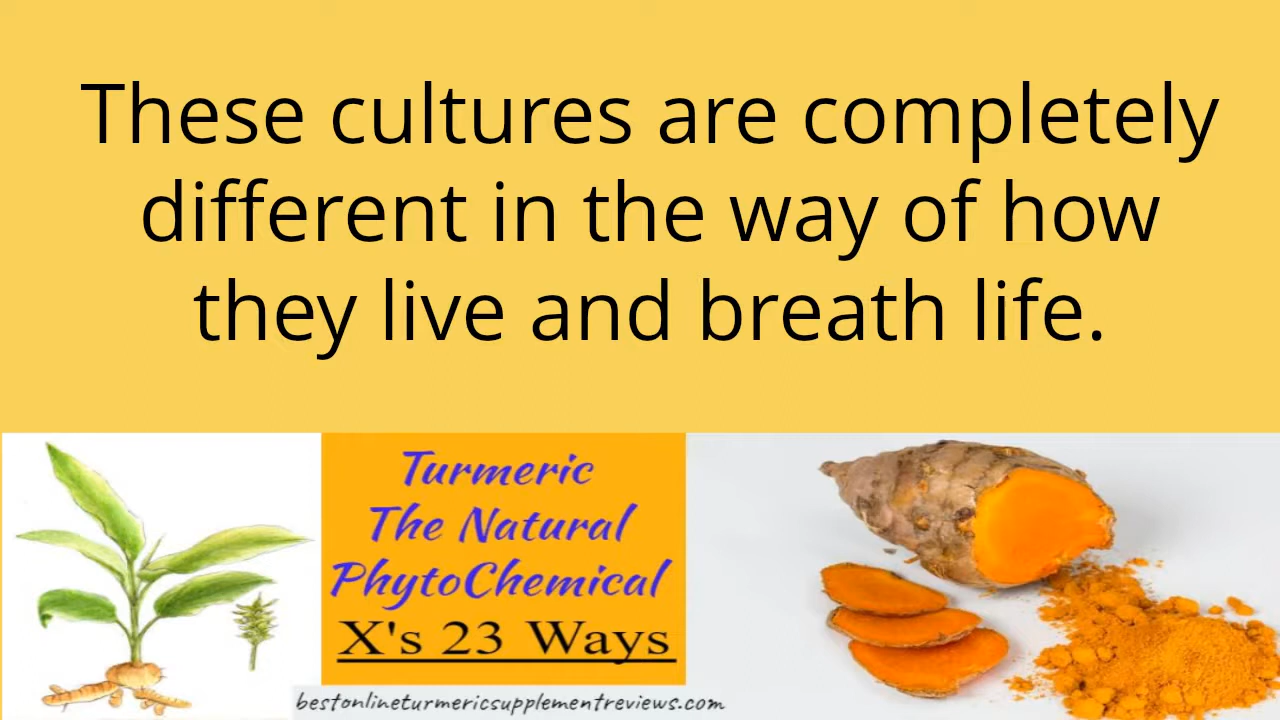 These cultures are completely
different in the way of how
they live and breath life.
Turmeric
The Natural
PhytoChemical
X's 23 Ways
bestonlineturmericsupplementreviews.com